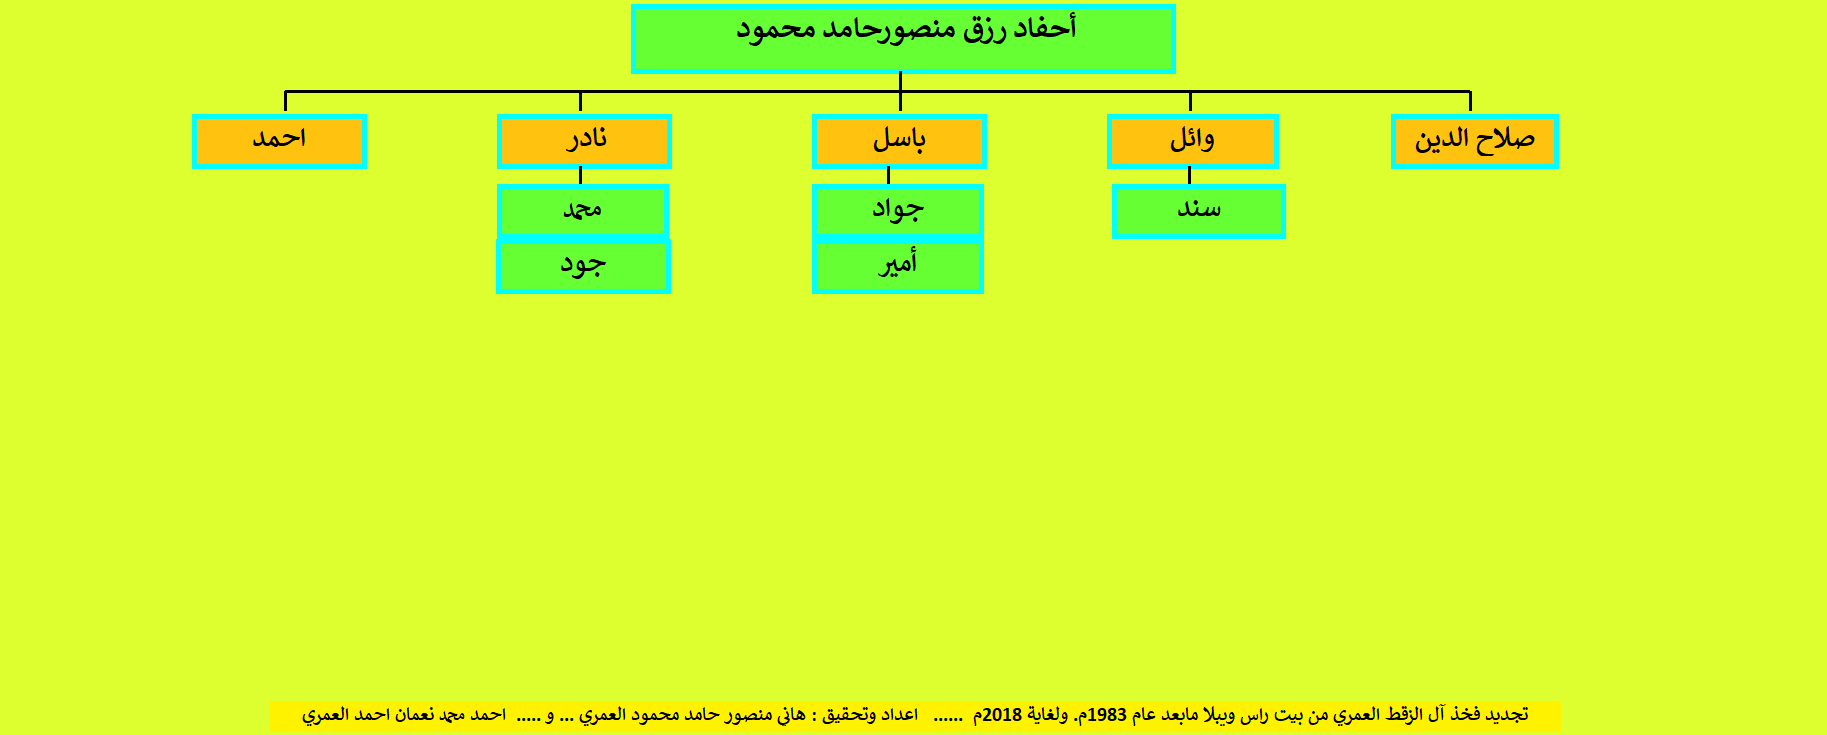 أحفاد رزق منصورحامد محمود
صلاح الدين
وائل
باسل
نادر
احمد
سند
جواد
محمد
أمير
جود
تجديد فخذ آل الزقط العمري من بيت راس ويبلا مابعد عام 1983م. ولغاية 2018م ...... اعداد وتحقيق : هاني منصور حامد محمود العمري ... و ..... احمد محمد نعمان احمد العمري